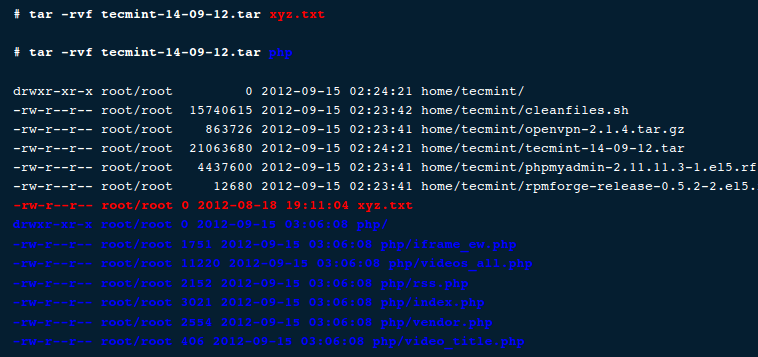 # tar -rvf tecmint-14-09-12.tar xyz.txt
# tar -rvf tecmint-14-09-12.tar php
drwxr-xr-x root/root 0 2012-09-15 02:24:21 home/tecmint/
-rw-r--r-- root/root 15740615 2012-09-15 02:23:42 home/tecmint/cleanfiles.sh
-rw-r--r-- root/root 863726 2012-09-15 02:23:41 home/tecmint/openvpn-2.1.4.tar.gz
-rw-r--r-- root/root 21063680 2012-09-15 02:24:21 home/tecmint/tecmint-14-09-12.tar
-rw-r--r-- root/root 4437600 2012-09-15 02:23:41 home/tecmint/phpmyadmin-2.11.11.3-1.el5.rf
-rw-r--r-- root/root 12680 2012-09-15 02:23:41 home/tecmint/rpmforge-release-0.5.2-2.el5.
-rw-r--r-- root/root 0 2012-08-18 19:11:04 xyz.txt
drwxr-xr-x root/root 0 2012-09-15 03:06:08 php/
-rw-r--r-- root/root 1751 2012-09-15 03:06:08 php/iframe_ew.php
-rw-r--r-- root/root 11220 2012-09-15 03:06:08 php/videos_all.php
-rw-r--r-- root/root 2152 2012-09-15 03:06:08 php/rss.php
-rw-r--r-- root/root 3021 2012-09-15 03:06:08 php/index.php
-rw-r--r-- root/root 2554 2012-09-15 03:06:08 php/vendor.php
-rw-r--r-- root/root 406 2012-09-15 03:06:08 php/video_title.php